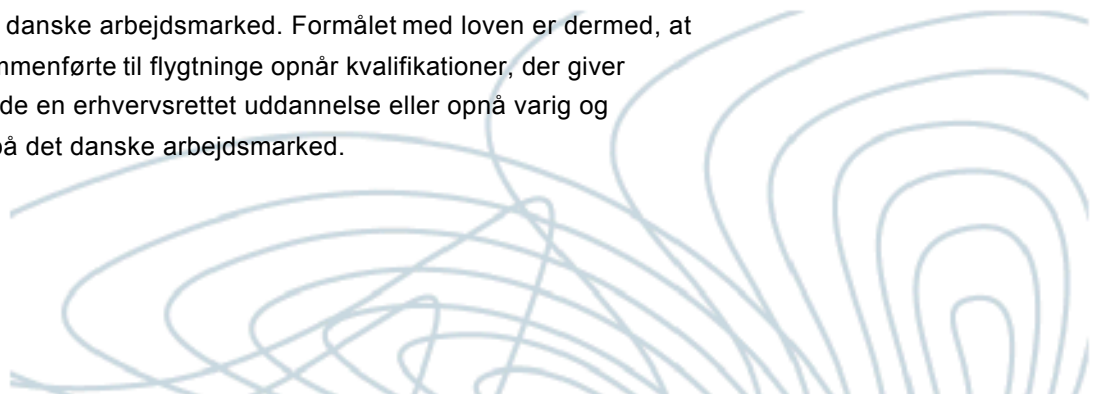 danske arbejdsmarked. Formålet med loven er dermed, at
mmenførte til flygtninge opnår kvalifikationer, der giver
de en erhvervsrettet uddannelse eller opnå varig og
på det danske arbejdsmarked.